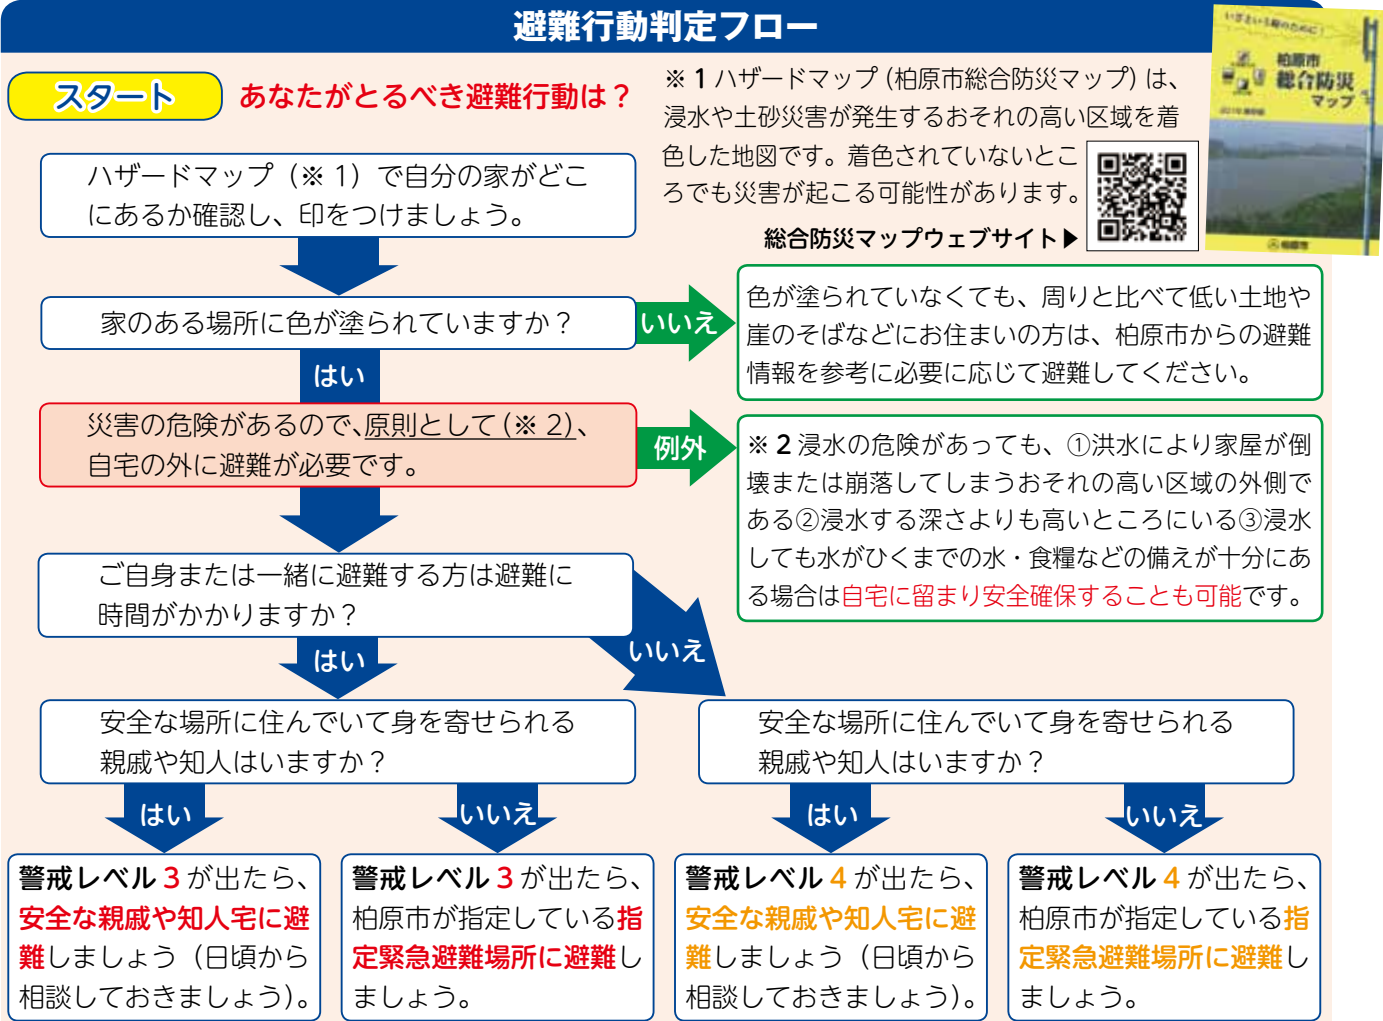 避難行動判定フロー
スタート
あなたがとるべき避難行動は？
※1 ハザードマップ（柏原市総合防災マップ）は、
浸水や土砂災害が発生するおそれの高い区域を着
色した地図です。着色されていないとこ
ろでも災害が起こる可能性があります。
総合防災マップウェブサイト▶
いざという時のために！
柏原市
総合防災
マップ
柏原市
ハザードマップ（※1）で自分の家がどこ
にあるか確認し、印をつけましょう。
家のある場所に色が塗られていますか？
いいえ
色が塗られていなくても、周りと比べて低い土地や
崖のそばなどにお住まいの方は、柏原市からの避難
情報を参考に必要に応じて避難してください。
はい
災害の危険があるので、原則として（※2）、
自宅の外に避難が必要です。
例外
※2 浸水の危険があっても、①洪水により家屋が倒
壊または崩落してしまうおそれの高い区域の外側で
ある②浸水する深さよりも高いところにいる③浸水
しても水がひくまでの水・食糧などの備えが十分にあ
る場合は自宅に留まり安全確保することも可能です。
ご自身または一緒に避難する方は避難に
時間がかかりますか？
はい
いいえ
安全な場所に住んでいて身を寄せられる
親戚や知人はいますか？
安全な場所に住んでいて身を寄せられる
親戚や知人はいますか？
はい
いいえ
はい
いいえ
警戒レベル3が出たら、
安全な親戚や知人宅に避
難しましょう（日頃から
相談しておきましょう）。
警戒レベル3が出たら、
柏原市が指定している指
定緊急避難場所に避難し
ましょう。
警戒レベル4が出たら、
安全な親戚や知人宅に避
難しましょう（日頃から
相談しておきましょう）。
警戒レベル4が出たら、
柏原市が指定している指
定緊急避難場所に避難し
ましょう。